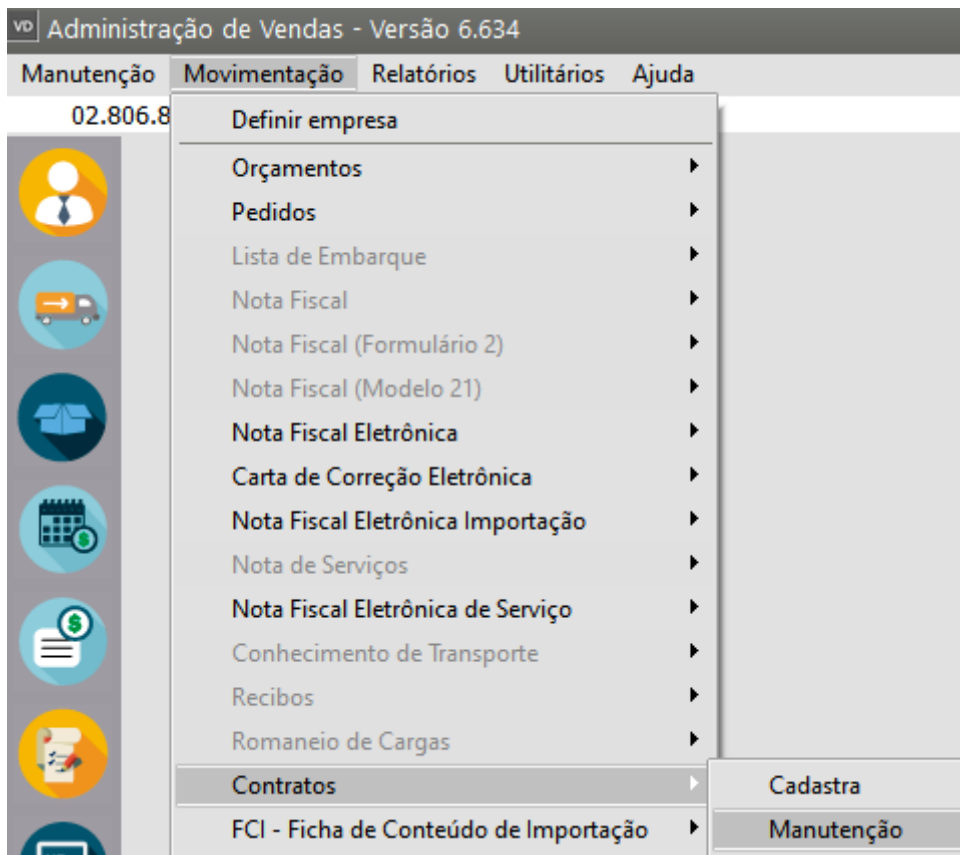 VD Administração de Vendas - Versão 6.634
Manutenção Movimentação Relatórios Utilitários Ajuda
02.806.8
Definir empresa
Orçamentos
Pedidos
Lista de Embarque
Nota Fiscal
Nota Fiscal (Formulário 2)
Nota Fiscal (Modelo 21)
Nota Fiscal Eletrônica
Carta de Correção Eletrônica
Nota Fiscal Eletrônica Importação
Nota de Serviços
Nota Fiscal Eletrônica de Serviço
Conhecimento de Transporte
Recibos
Romaneio de Cargas
Contratos
Cadastra
FCI - Ficha de Conteúdo de Importação
Manutenção